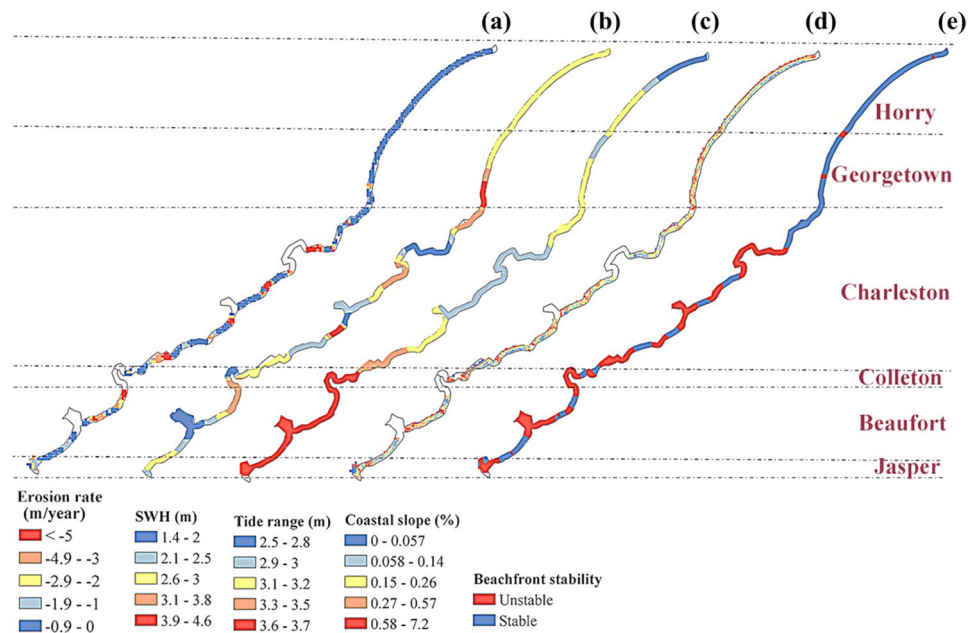 (a) (b) (c) (d) (e)
Horry
Georgetown
Charleston
Colleton
Beaufort
Jasper
Erosion rate
(m/year)
< -5
-4.9 - -3
-2.9 - -2
-1.9 - -1
-0.9 - 0
SWH (m)
1.4 - 2
2.1 - 2.5
2.6 - 3
3.1 - 3.8
3.9 - 4.6
Tide range (m)
2.5 - 2.8
2.9 - 3
3.1 - 3.2
3.3 - 3.5
3.6 - 3.7
Coastal slope (%)
0 - 0.057
0.058 - 0.14
0.15 - 0.26
0.27 - 0.57
0.58 - 7.2
Beachfront stability
Unstable
Stable